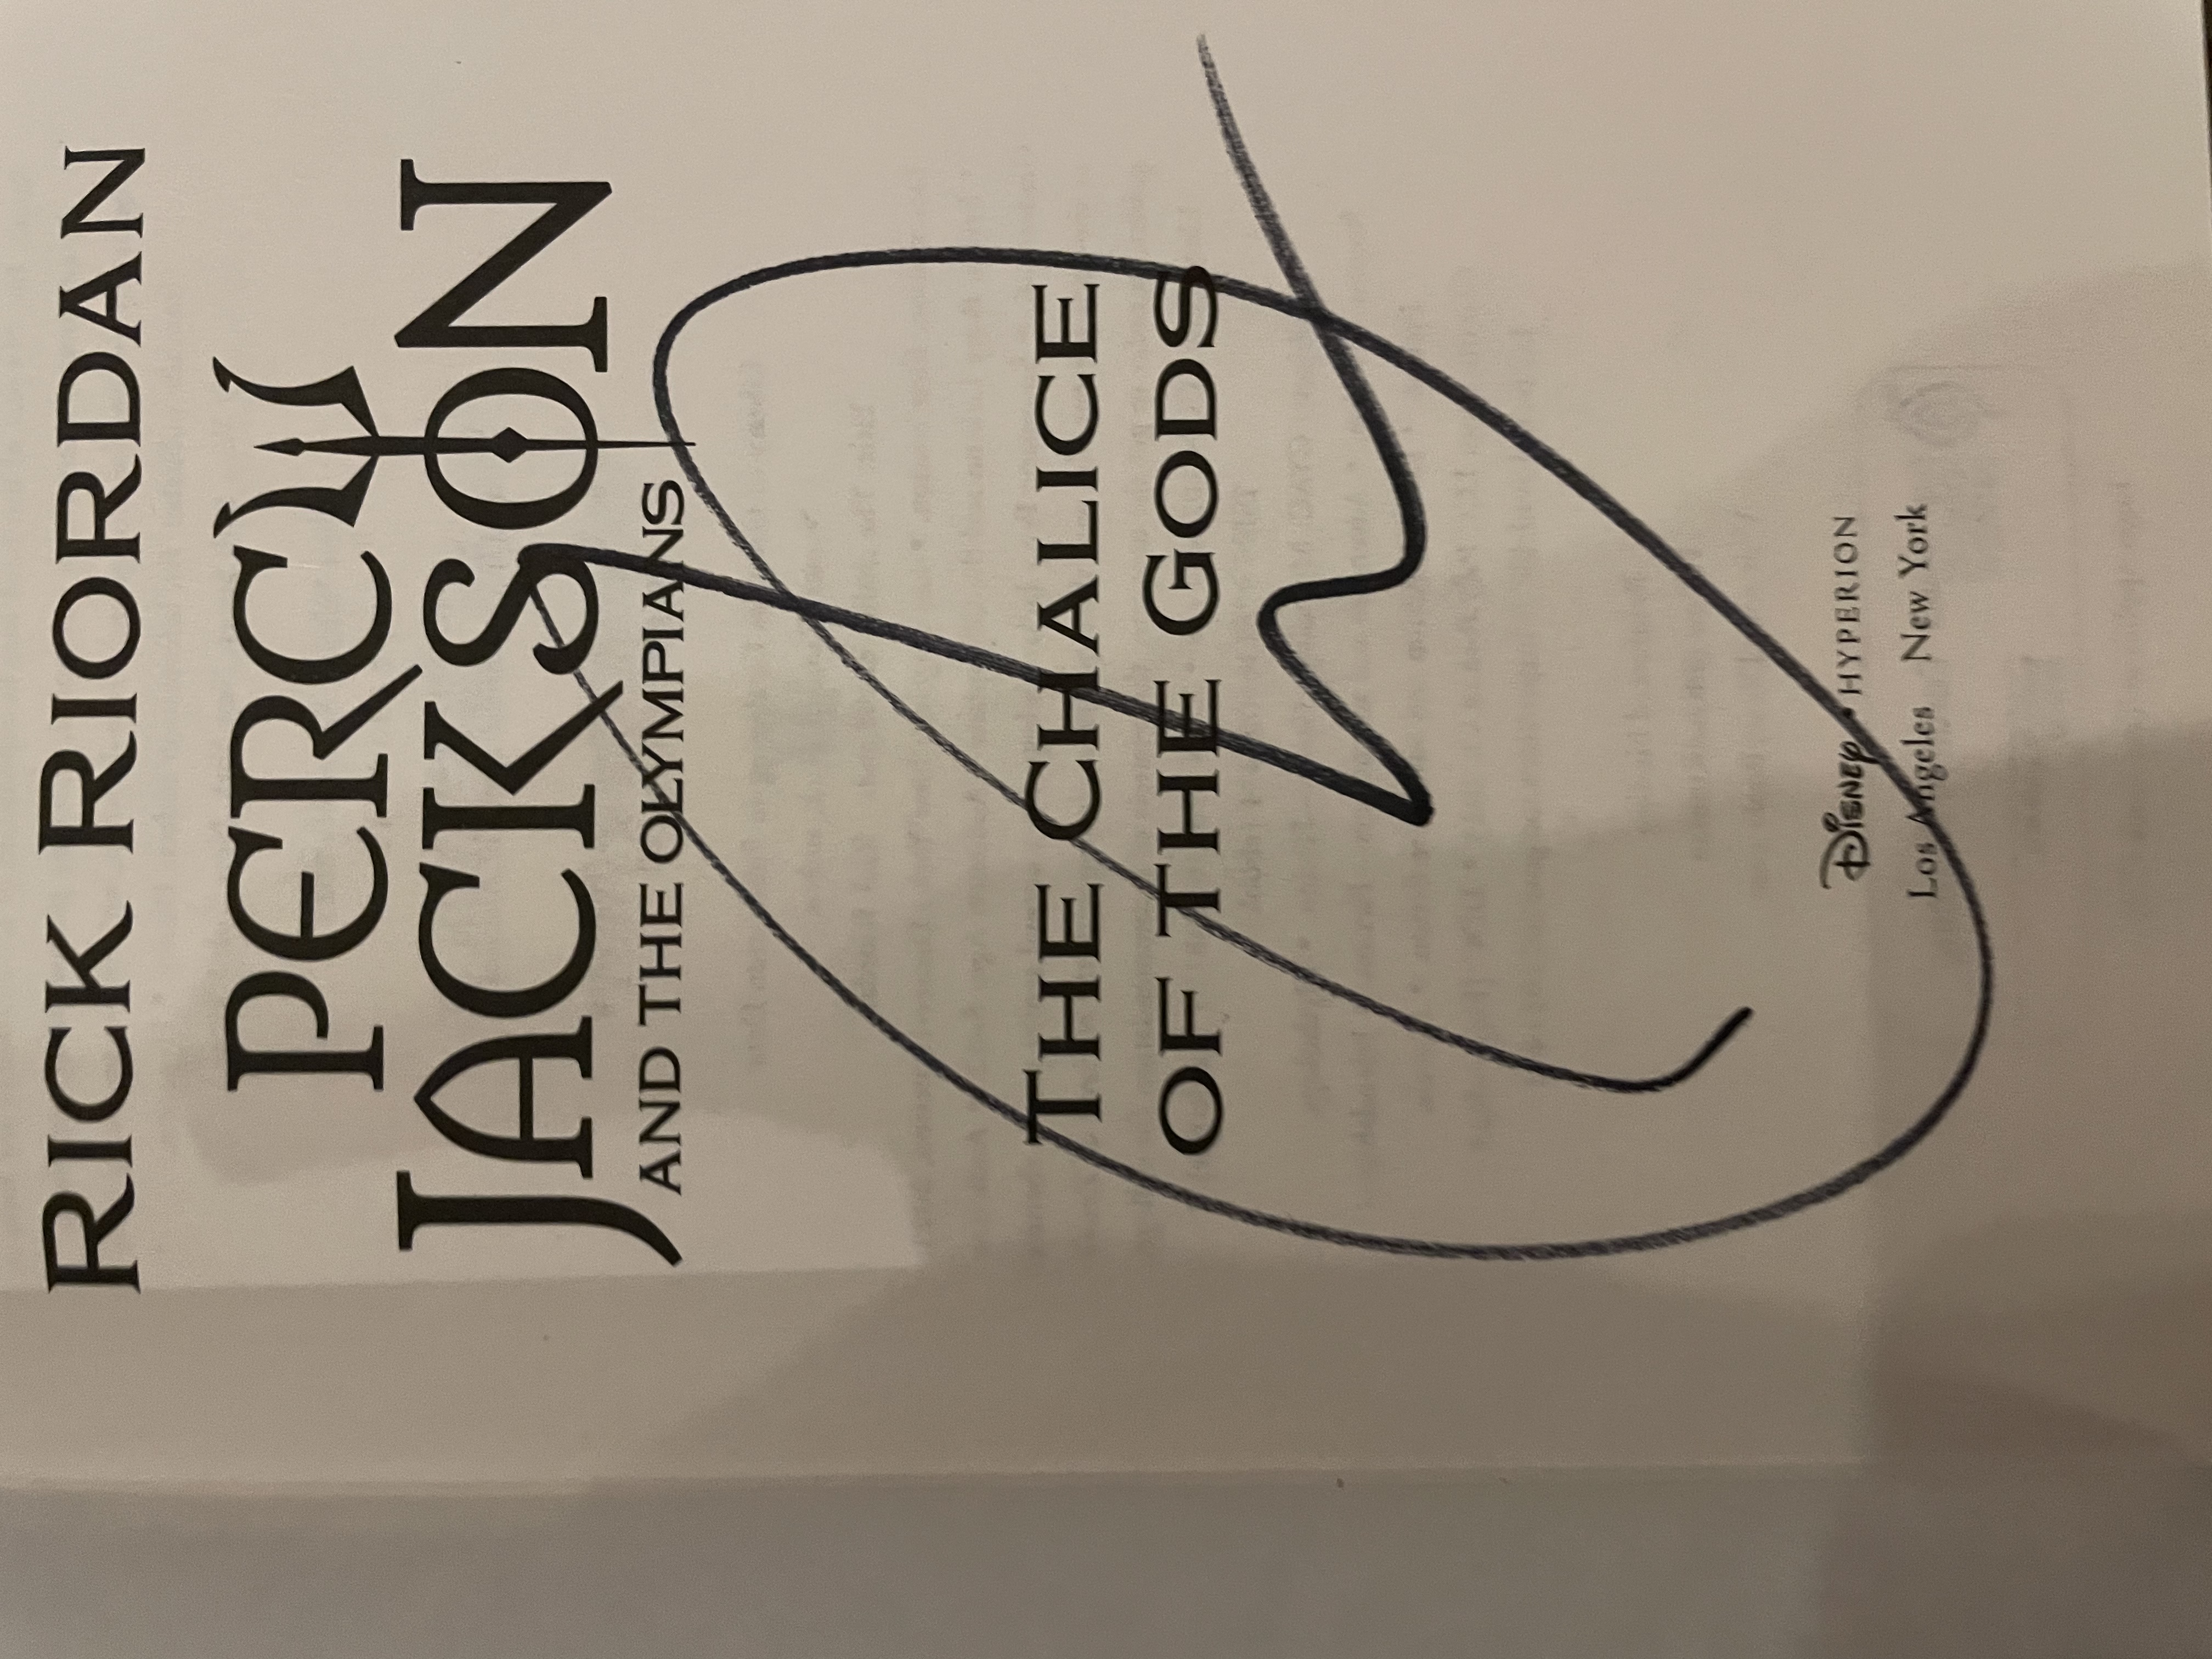 RICK RIORDAN
PERCY
JACKSON
AND THE OLYMPIANS
THE CHALICE
OF THE GODS
Disney • HYPERION
Los Angeles New York